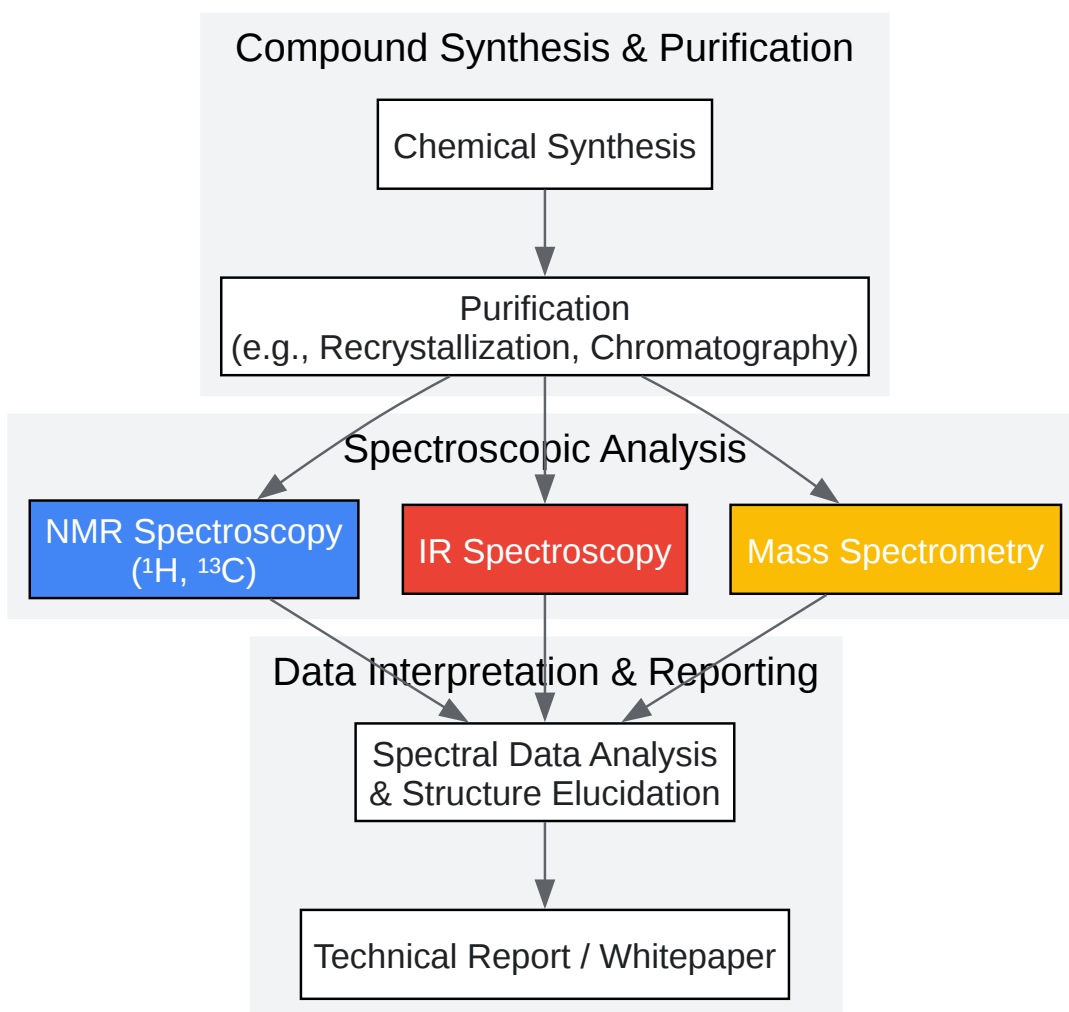 Compound Synthesis & Purification
Chemical Synthesis
Purification
(e.g., Recrystallization, Chromatography)
Spectroscopic Analysis
NMR Spectroscopy
(¹H, ¹³C)
IR Spectroscopy
Mass Spectrometry
Data Interpretation & Reporting
Spectral Data Analysis
& Structure Elucidation
Technical Report / Whitepaper